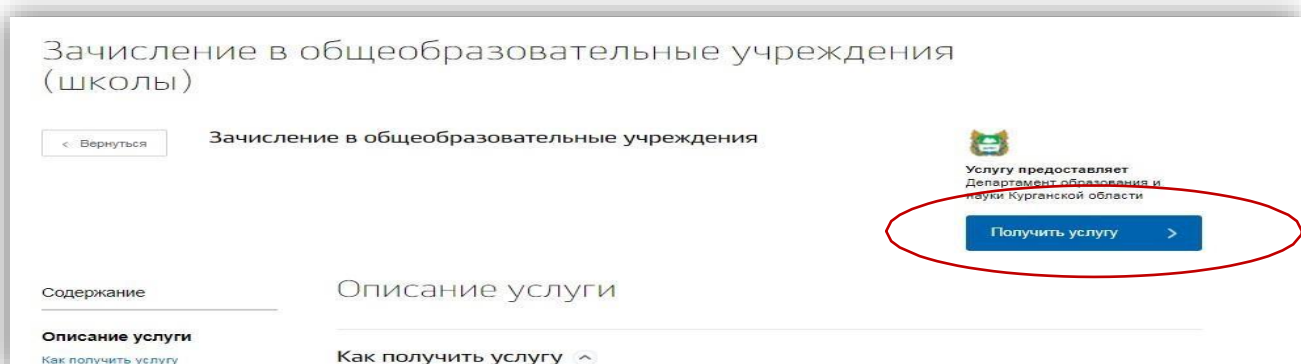 Зачисление в общеобразовательные учреждения
(школы)
< Вернуться
Зачисление в общеобразовательные учреждения
Услугу предоставляет
Департамент образования и
науки Курганской области
Получить услугу >
Содержание
Описание услуги
Описание услуги
Как получить услугу
Как получить услугу